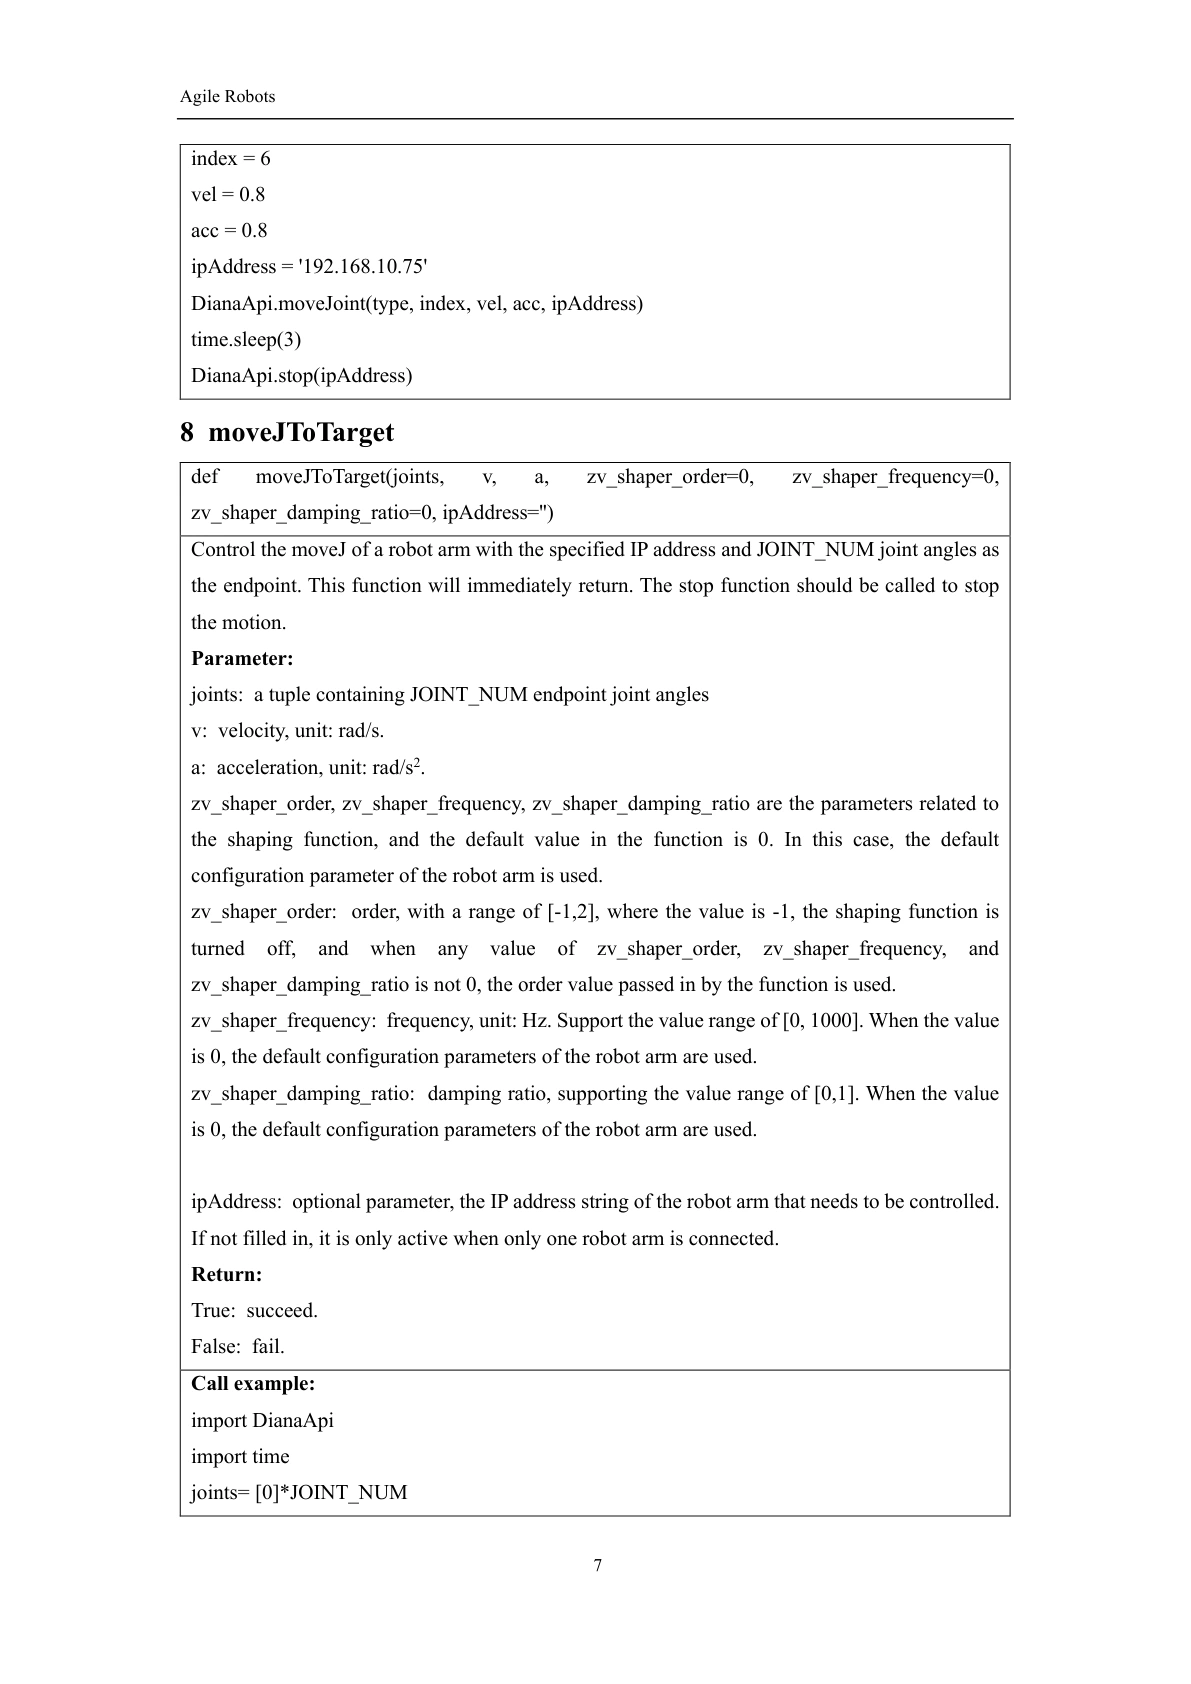 Agile Robots
index = 6
vel = 0.8
acc = 0.8
ipAddress = '192.168.10.75'
DianaApi.moveJoint(type, index, vel, acc, ipAddress)
time.sleep(3)
DianaApi.stop(ipAddress)
8 moveJToTarget
def moveJToTarget(joints, v, a, zv_shaper_order=0, zv_shaper_frequency=0,
zv_shaper_damping_ratio=0, ipAddress='')
Control the moveJ of a robot arm with the specified IP address and JOINT_NUM joint angles as
the endpoint. This function will immediately return. The stop function should be called to stop
the motion.
Parameter:
joints: a tuple containing JOINT_NUM endpoint joint angles
v: velocity, unit: rad/s.
a: acceleration, unit: rad/s².
zv_shaper_order, zv_shaper_frequency, zv_shaper_damping_ratio are the parameters related to
the shaping function, and the default value in the function is 0. In this case, the default
configuration parameter of the robot arm is used.
zv_shaper_order: order, with a range of [-1,2], where the value is -1, the shaping function is
turned off, and when any value of zv_shaper_order, zv_shaper_frequency, and
zv_shaper_damping_ratio is not 0, the order value passed in by the function is used.
zv_shaper_frequency: frequency, unit: Hz. Support the value range of [0, 1000]. When the value
is 0, the default configuration parameters of the robot arm are used.
zv_shaper_damping_ratio: damping ratio, supporting the value range of [0,1]. When the value
is 0, the default configuration parameters of the robot arm are used.
ipAddress: optional parameter, the IP address string of the robot arm that needs to be controlled.
If not filled in, it is only active when only one robot arm is connected.
Return:
True: succeed.
False: fail.
Call example:
import DianaApi
import time
joints= [0]*JOINT_NUM
7